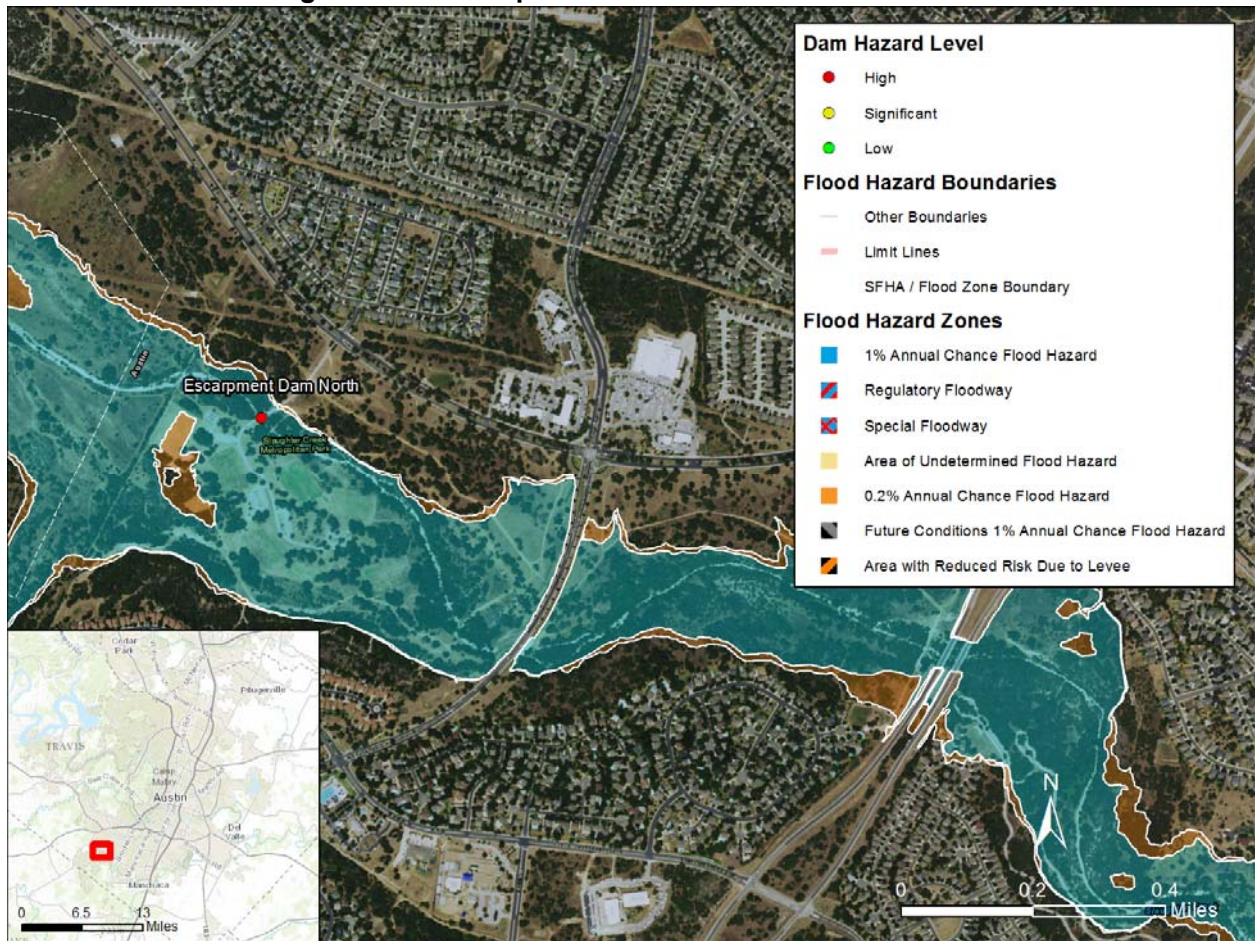 Dam Hazard Level
High
Significant
Low
Flood Hazard Boundaries
Other Boundaries
Limit Lines
SFHA / Flood Zone Boundary
Flood Hazard Zones
1% Annual Chance Flood Hazard
Regulatory Floodway
Special Floodway
Area of Undetermined Flood Hazard
0.2% Annual Chance Flood Hazard
Future Conditions 1% Annual Chance Flood Hazard
Area with Reduced Risk Due to Levee
Austin
Escarpment Dam North
Slaughter Creek
Metropolitan Park
Cedar
Park
Pflugerville
TRAVIS
Camp
Mabry
Austin
Del
Valle
Manchaca
0 6.5 13
Miles
N
0 0.2 0.4
Miles